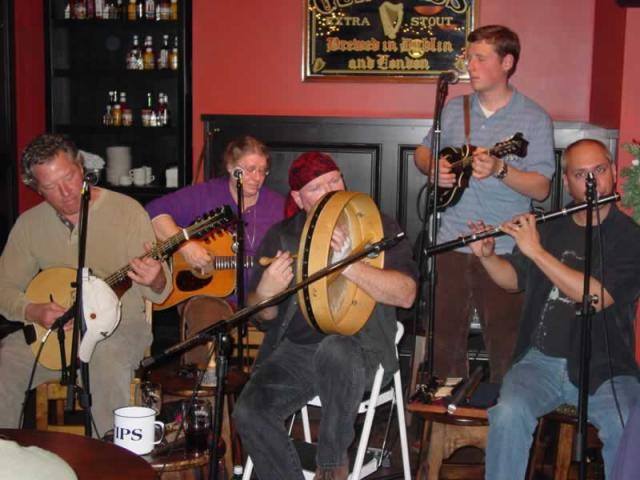 EXTRA STOUT
Brewed in Dublin
and London
IPS